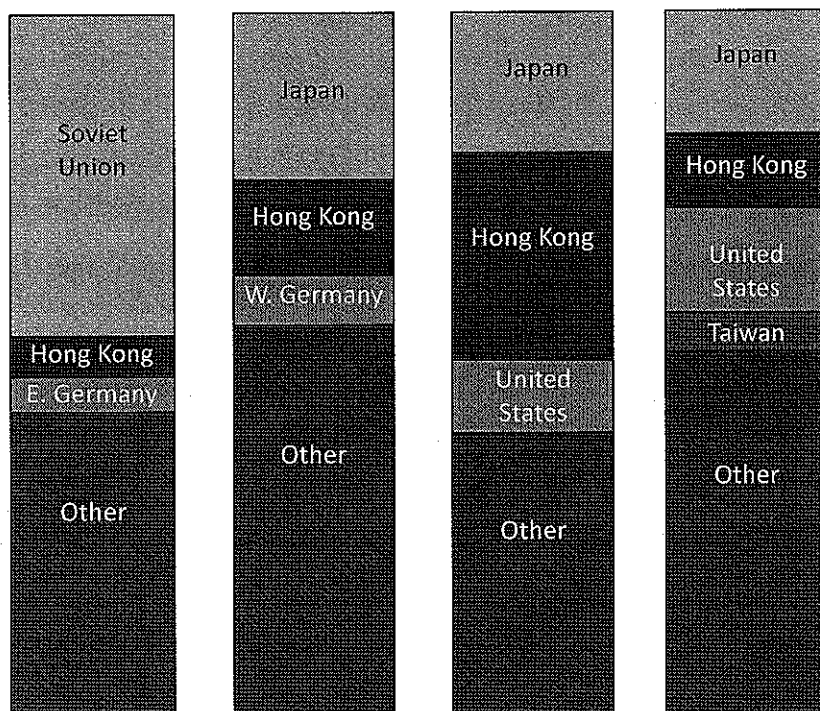 Soviet
Union
Hong Kong
E. Germany
Other
Japan
Hong Kong
W. Germany
Other
Japan
Hong Kong
United
States
Other
Japan
Hong Kong
United
States
Taiwan
Other